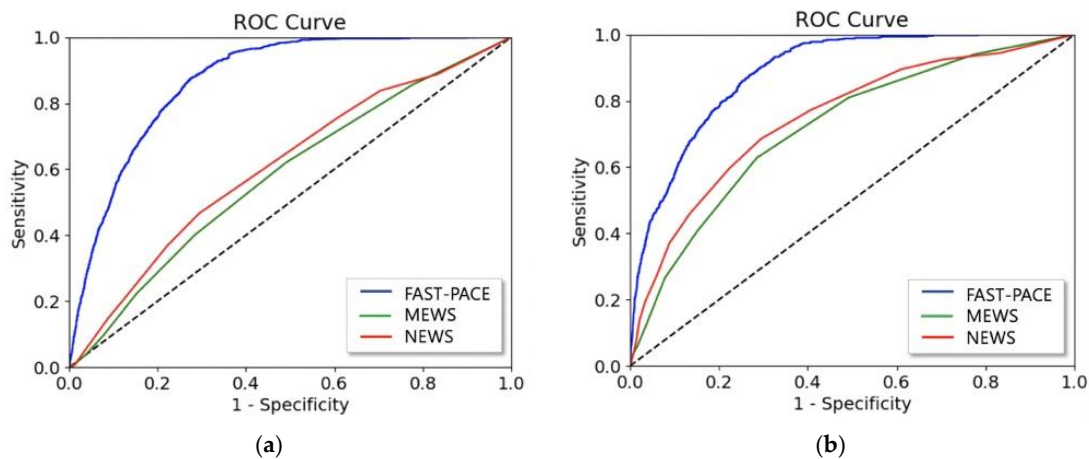 ROC Curve
1.0
0.8
0.6
0.4
0.2
0.0
Sensitivity
FAST-PACE
MEWS
NEWS
0.0 0.2 0.4 0.6 0.8 1.0
1 - Specificity
(a)
ROC Curve
1.0
0.8
0.6
0.4
0.2
0.0
Sensitivity
FAST-PACE
MEWS
NEWS
0.0 0.2 0.4 0.6 0.8 1.0
1 - Specificity
(b)